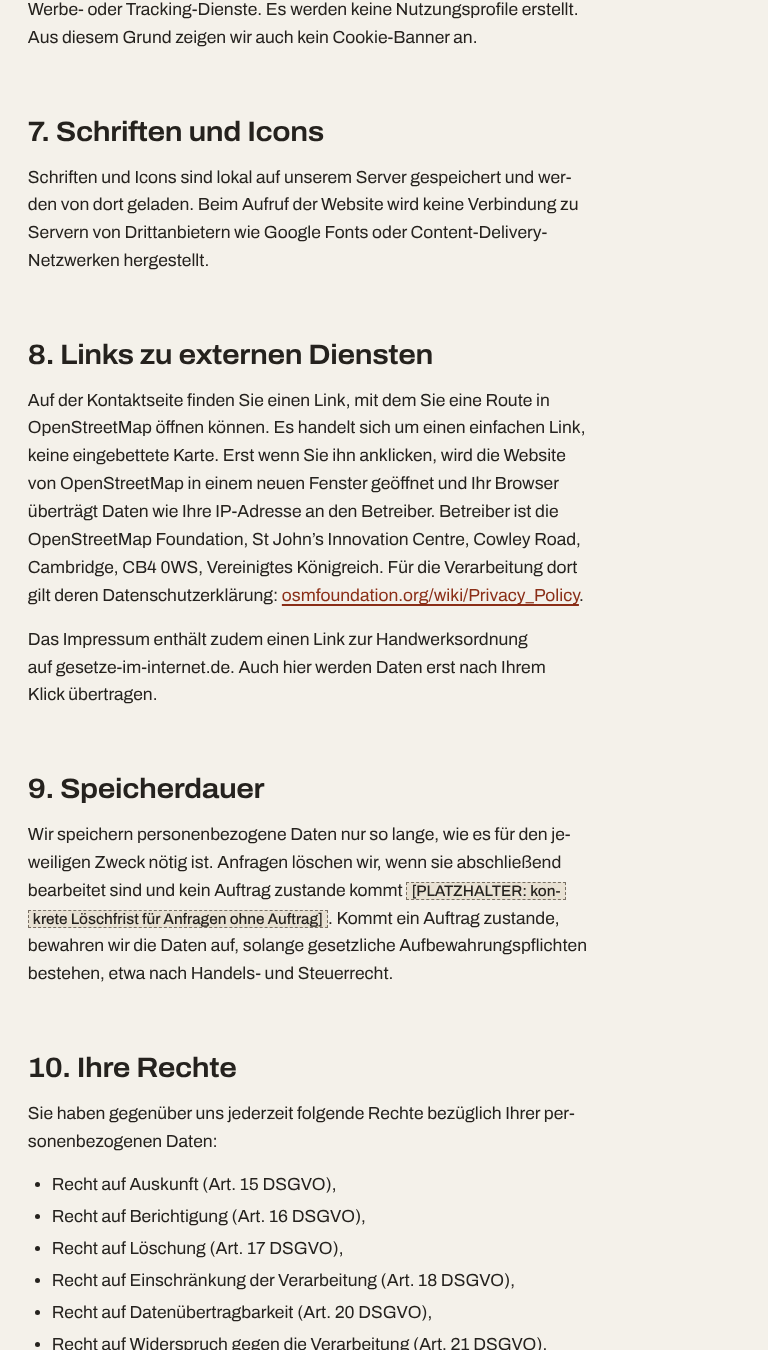 Werbe- oder Tracking-Dienste. Es werden keine Nutzungsprofile erstellt.
Aus diesem Grund zeigen wir auch kein Cookie-Banner an.
7. Schriften und Icons
Schriften und Icons sind lokal auf unserem Server gespeichert und wer-
den von dort geladen. Beim Aufruf der Website wird keine Verbindung zu
Servern von Drittanbietern wie Google Fonts oder Content-Delivery-
Netzwerken hergestellt.
8. Links zu externen Diensten
Auf der Kontaktseite finden Sie einen Link, mit dem Sie eine Route in
OpenStreetMap öffnen können. Es handelt sich um einen einfachen Link,
keine eingebettete Karte. Erst wenn Sie ihn anklicken, wird die Website
von OpenStreetMap in einem neuen Fenster geöffnet und Ihr Browser
überträgt Daten wie Ihre IP-Adresse an den Betreiber. Betreiber ist die
OpenStreetMap Foundation, St John’s Innovation Centre, Cowley Road,
Cambridge, CB4 0WS, Vereinigtes Königreich. Für die Verarbeitung dort
gilt deren Datenschutzerklärung: osmfoundation.org/wiki/Privacy_Policy.
Das Impressum enthält zudem einen Link zur Handwerksordnung
auf gesetze-im-internet.de. Auch hier werden Daten erst nach Ihrem
Klick übertragen.
9. Speicherdauer
Wir speichern personenbezogene Daten nur so lange, wie es für den je-
weiligen Zweck nötig ist. Anfragen löschen wir, wenn sie abschließend
bearbeitet sind und kein Auftrag zustande kommt [PLATZHALTER: kon-
krete Löschfrist für Anfragen ohne Auftrag]. Kommt ein Auftrag zustande,
bewahren wir die Daten auf, solange gesetzliche Aufbewahrungspflichten
bestehen, etwa nach Handels- und Steuerrecht.
10. Ihre Rechte
Sie haben gegenüber uns jederzeit folgende Rechte bezüglich Ihrer per-
sonenbezogenen Daten:
• Recht auf Auskunft (Art. 15 DSGVO),
• Recht auf Berichtigung (Art. 16 DSGVO),
• Recht auf Löschung (Art. 17 DSGVO),
• Recht auf Einschränkung der Verarbeitung (Art. 18 DSGVO),
• Recht auf Datenübertragbarkeit (Art. 20 DSGVO),
• Recht auf Widerspruch gegen die Verarbeitung (Art. 21 DSGVO).